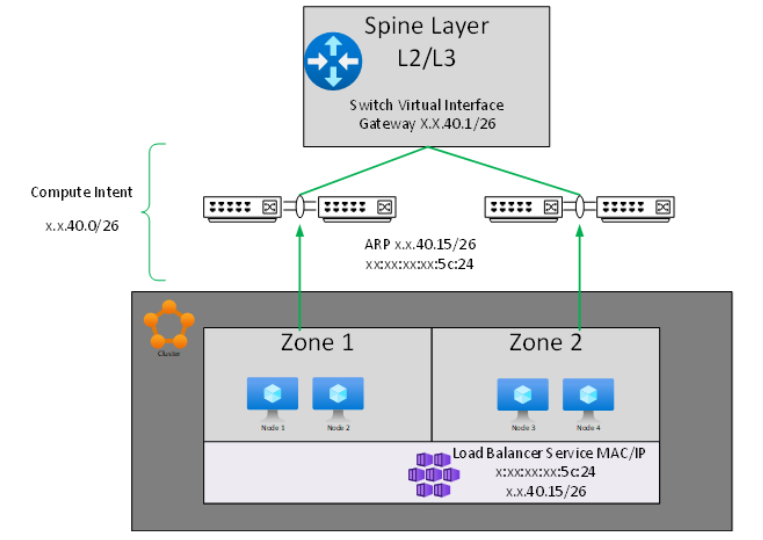 Spine Layer
L2/L3
Switch Virtual Interface
Gateway X.X.40.1/26
Compute Intent
x.x.40.0/26
ARP x.x.40.15/26
xx:xx:xx:xx:5c:24
Cluster
Zone 1
Zone 2
Node 1
Node 2
Node 3
Node 4
Load Balancer Service MAC/IP
x:xx:xx:xx:5c:24
x.x.40.15/26